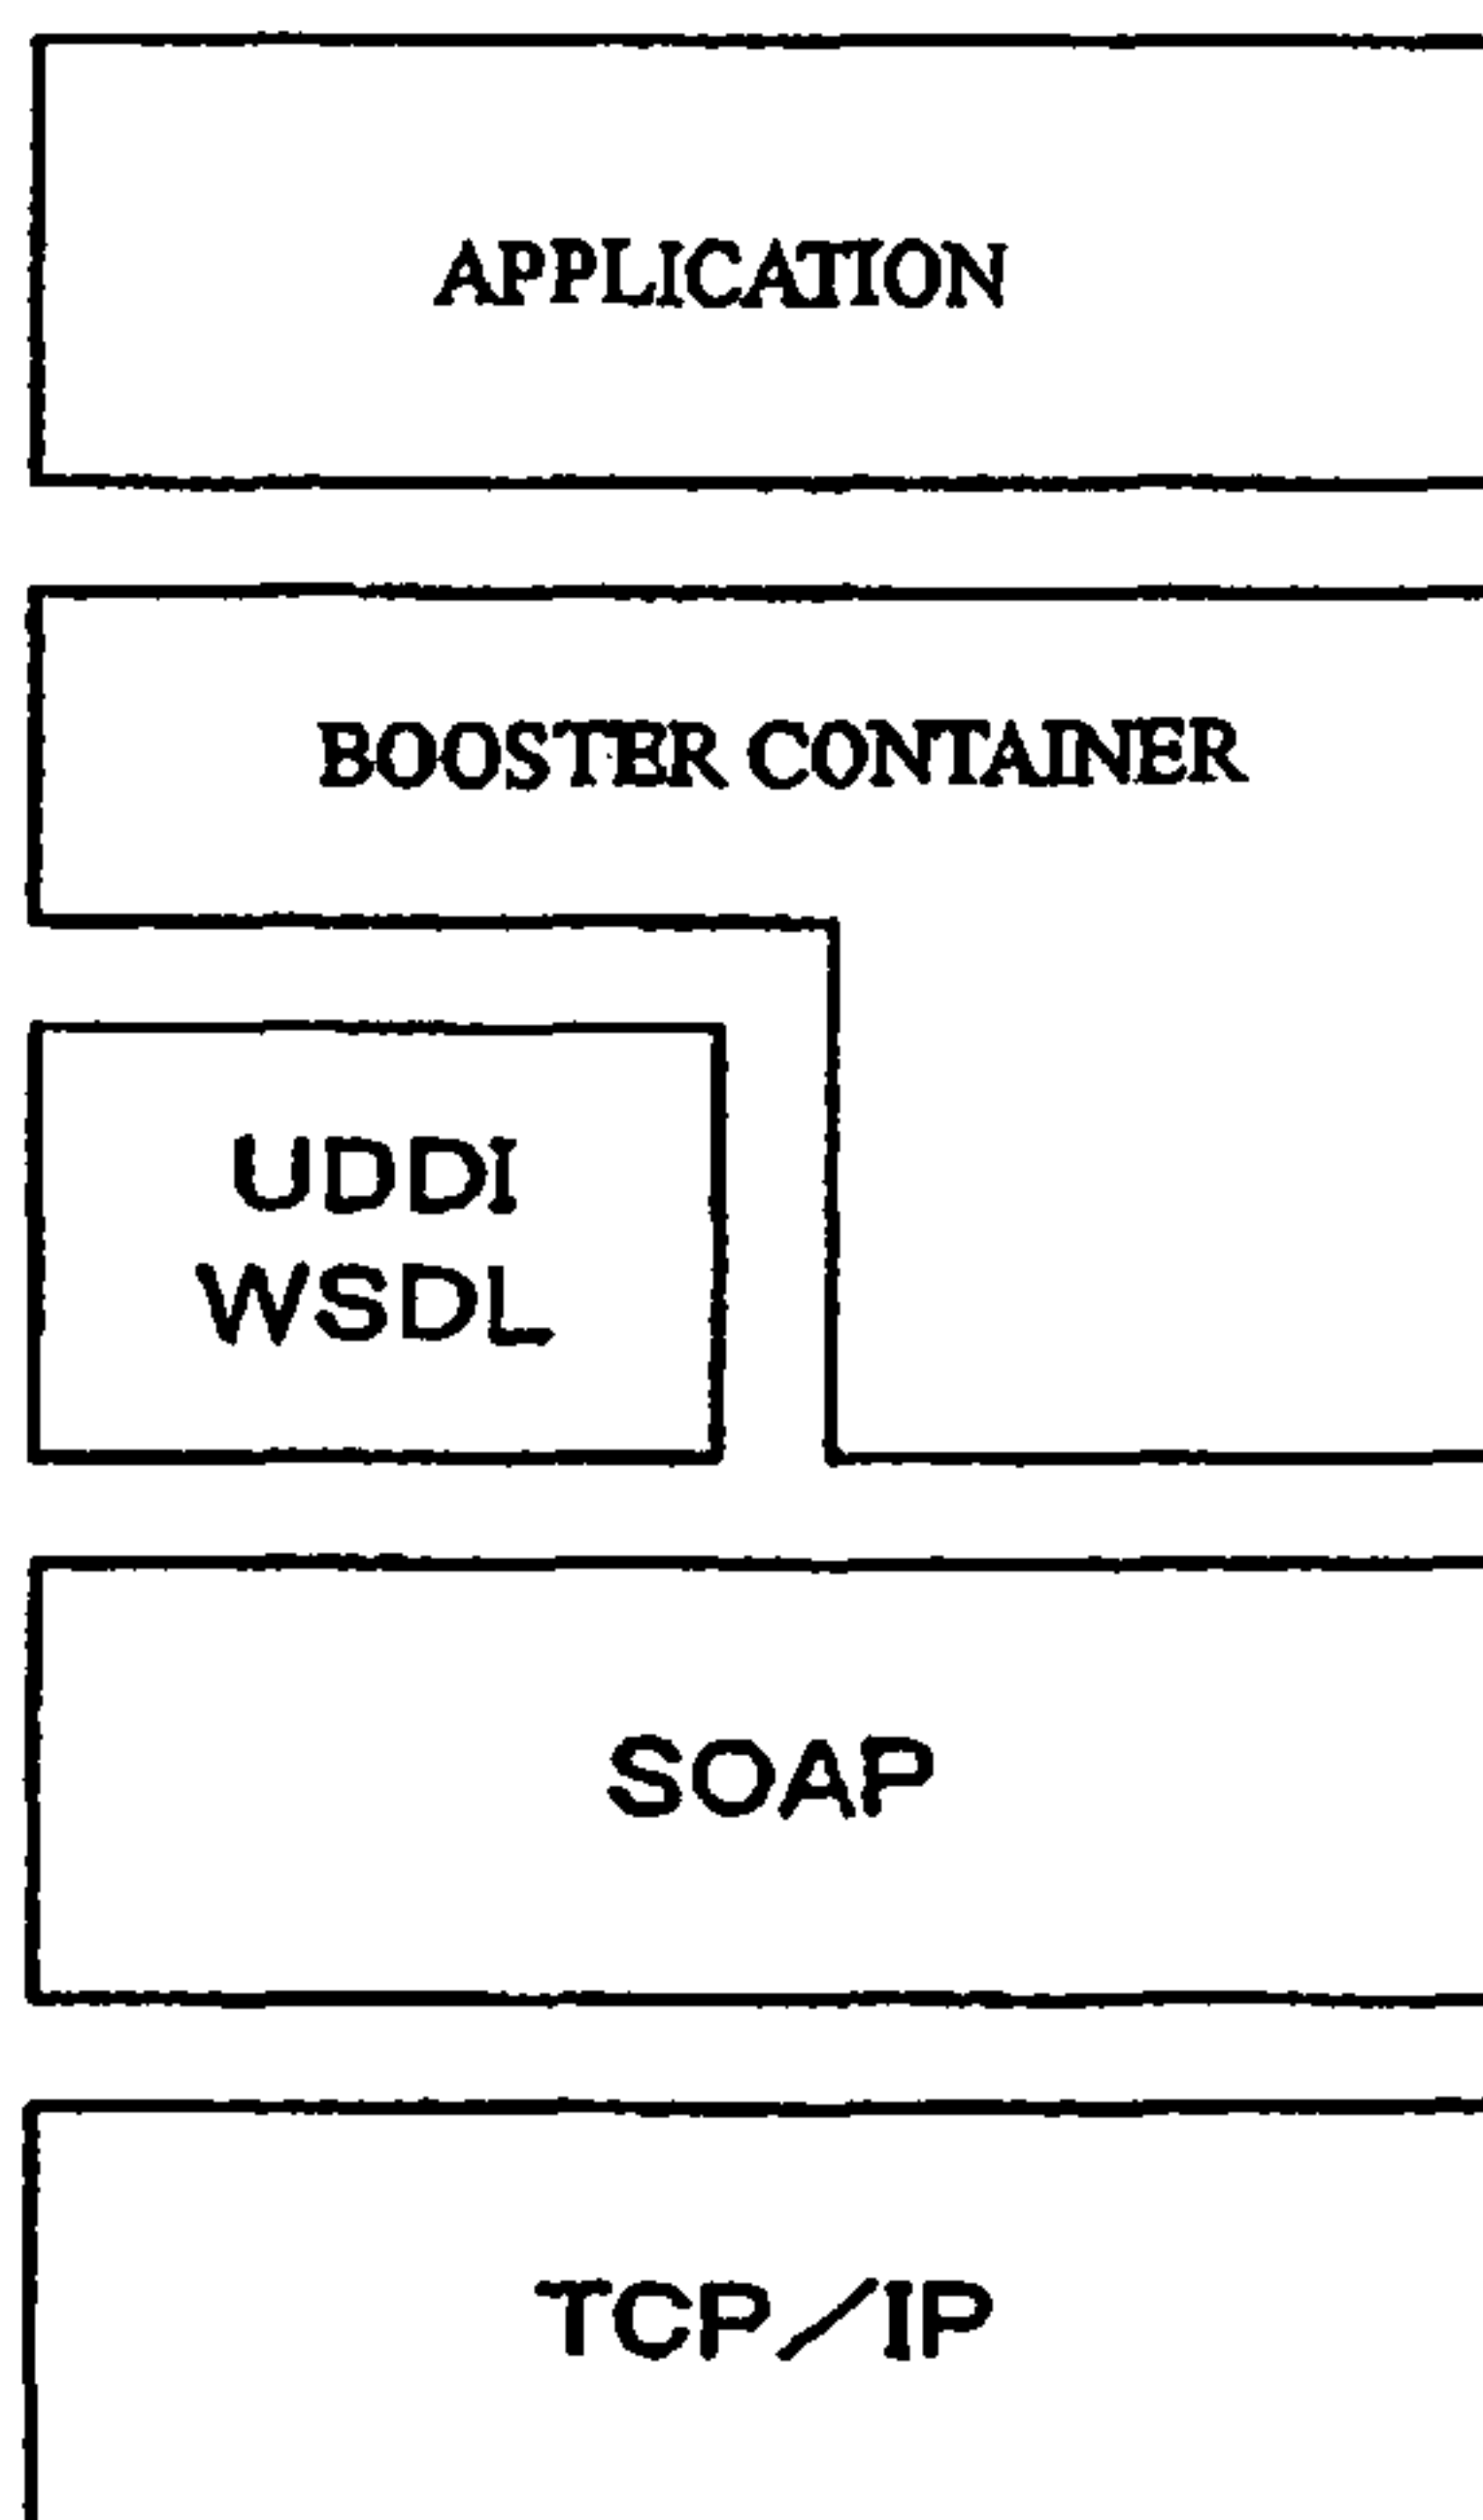 APPLICATION
BOOSTER CONTAINER
UDDI
WSDL
SOAP
TCP/IP